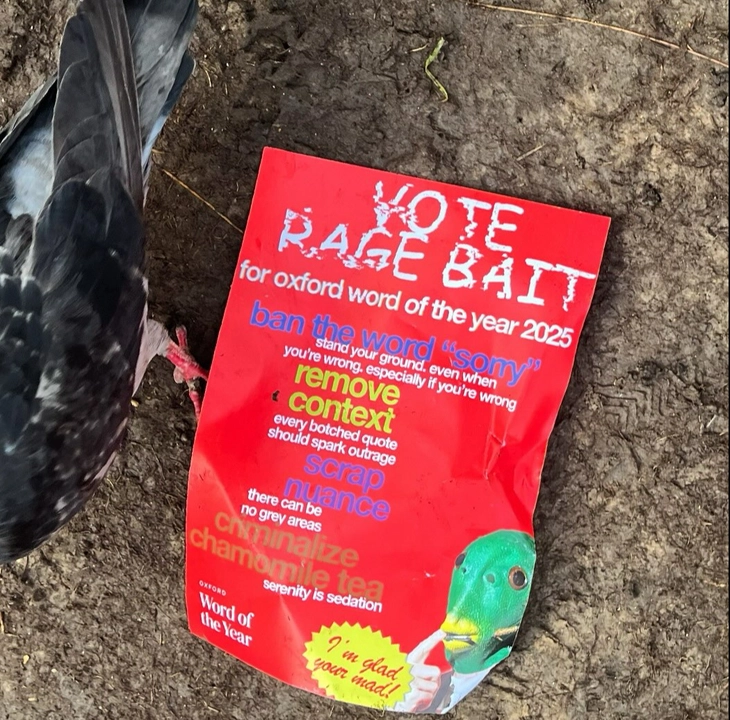 VOTE
RAGE BAIT
for oxford word of the year 2025
ban the word “sorry”
stand your ground. even when
you're wrong. especially if you're wrong
remove
context
every botched quote
should spark outrage
scrap
nuance
there can be
no grey areas
criminalize
chamomile tea
serenity is sedation
OXFORD
Word of
the Year
I'm glad
your mad!